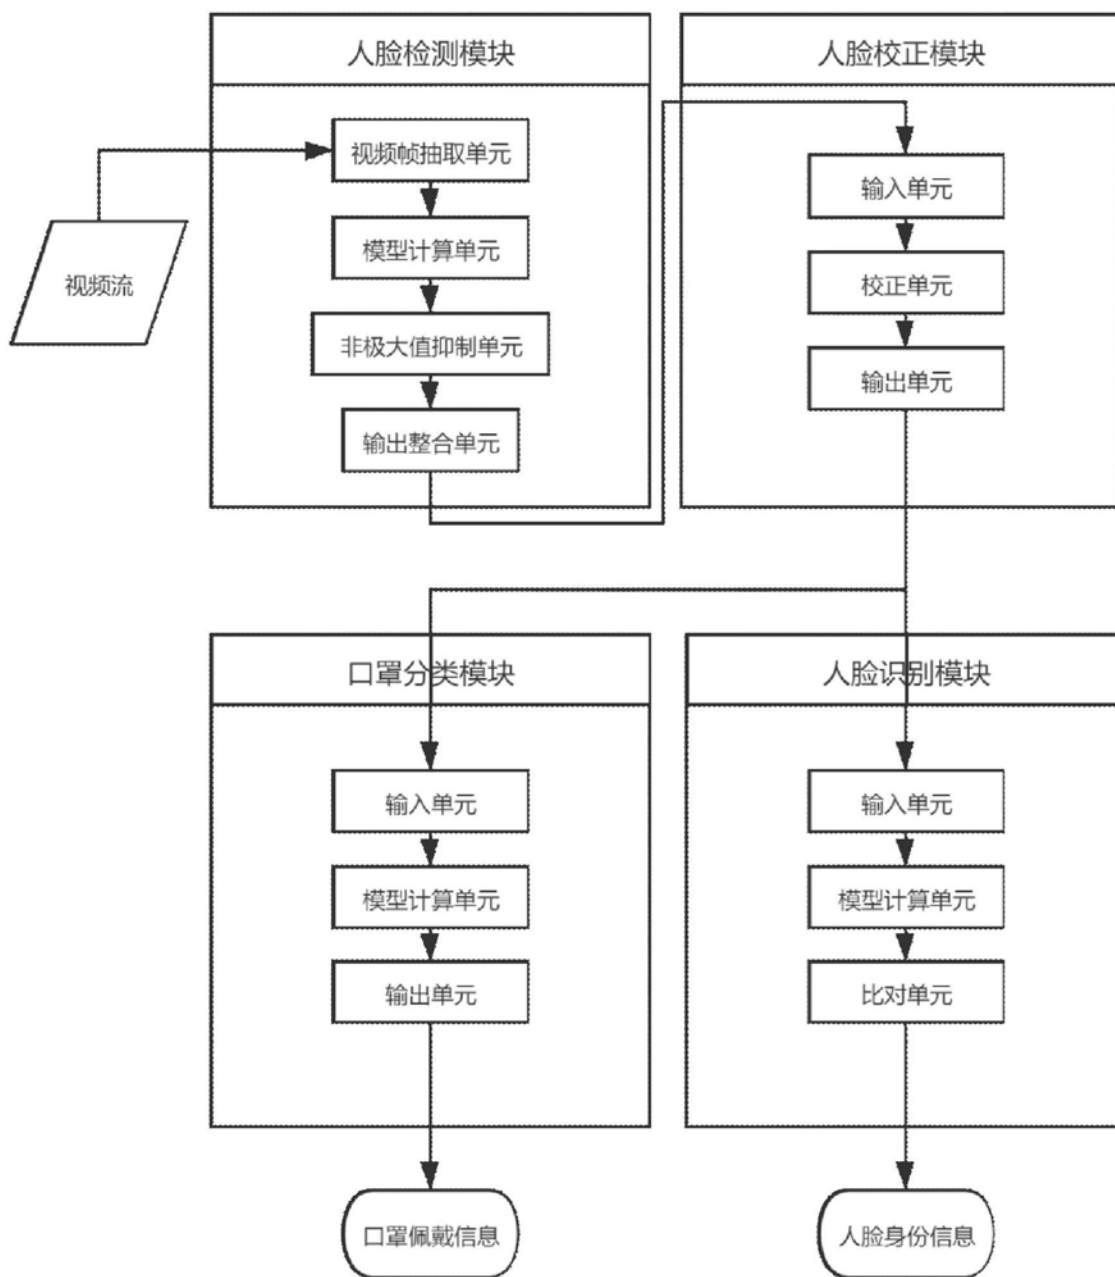 人脸检测模块
视频流
视频帧抽取单元
模型计算单元
非极大值抑制单元
输出整合单元
人脸校正模块
输入单元
校正单元
输出单元
口罩分类模块
输入单元
模型计算单元
输出单元
口罩佩戴信息
人脸识别模块
输入单元
模型计算单元
比对单元
人脸身份信息